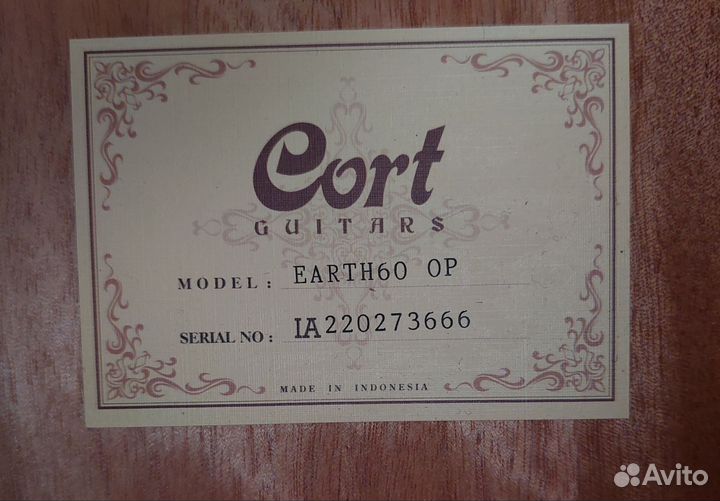 Cort
GUITARS
MODEL: EARTH60 OP
SERIAL NO: IA220273666
MADE IN INDONESIA
Avito